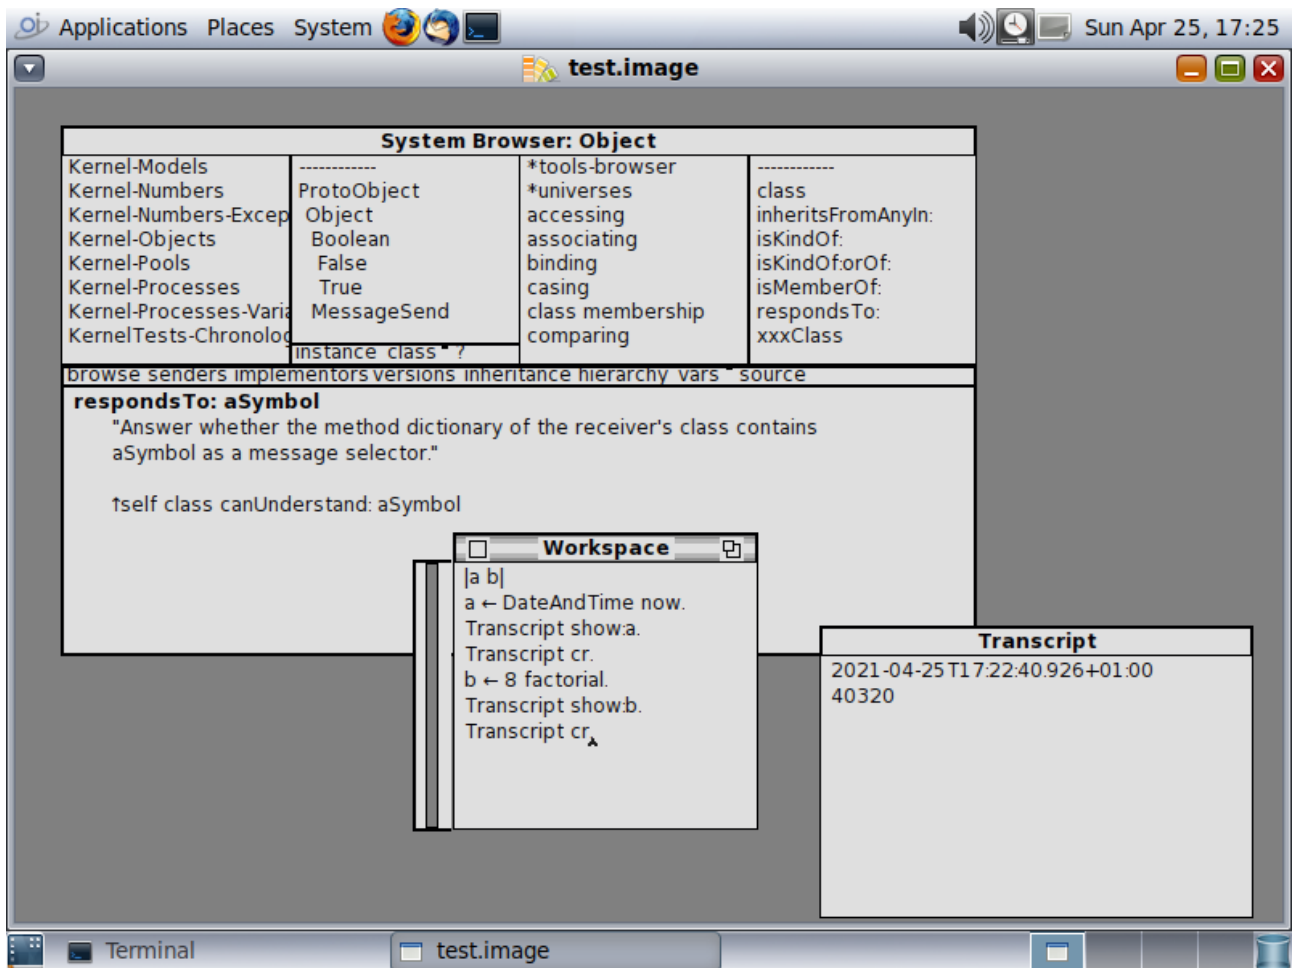 Applications Places System Sun Apr 25, 17:25
test.image
System Browser: Object
Kernel-Models
Kernel-Numbers
Kernel-Numbers-Excep
Kernel-Objects
Kernel-Pools
Kernel-Processes
Kernel-Processes-Varia
KernelTests-Chronolog
------------
ProtoObject
Object
Boolean
False
True
MessageSend
instance class ?
*tools-browser
*universes
accessing
associating
binding
casing
class membership
comparing
------------
class
inheritsFromAnyIn:
isKindOf:
isKindOf:orOf:
isMemberOf:
respondsTo:
xxxClass
browse senders implementors versions inheritance hierarchy vars source
respondsTo: aSymbol
"Answer whether the method dictionary of the receiver's class contains
aSymbol as a message selector."
↑self class canUnderstand: aSymbol
Workspace
|a b|
a ← DateAndTime now.
Transcript show:a.
Transcript cr.
b ← 8 factorial.
Transcript show:b.
Transcript cr.
Transcript
2021-04-25T17:22:40.926+01:00
40320
Terminal test.image